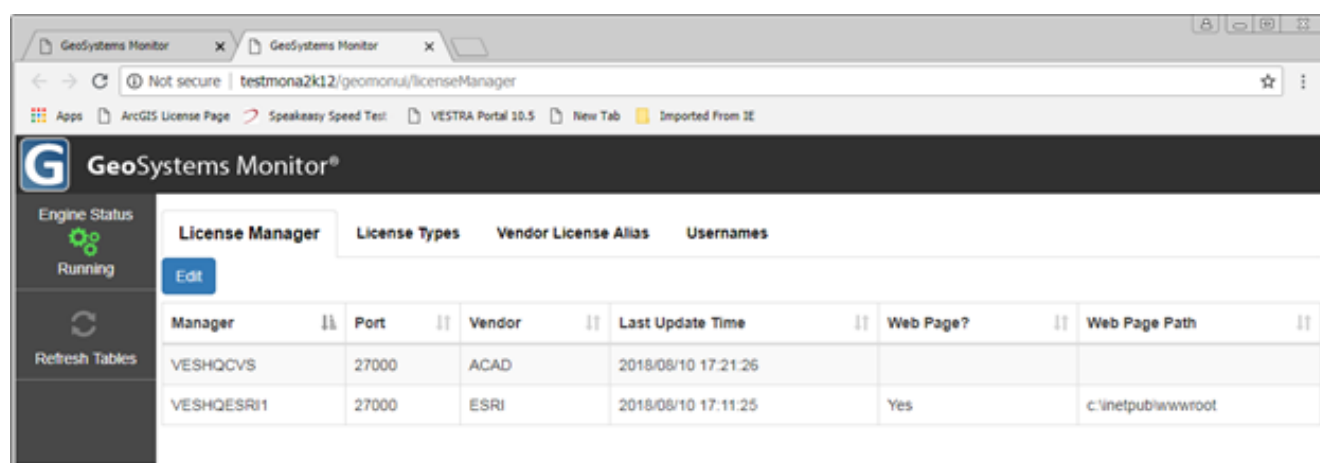 GeoSystems Monitor GeoSystems Monitor
Not secure | testmona2k12/geomonui/licenseManager
Apps ArcGIS License Page Speakeasy Speed Test VESTRA Portal 10.5 New Tab Imported From IE
G GeoSystems Monitor®
Engine Status
Running
Refresh Tables
License Manager License Types Vendor License Alias Usernames
Edit
Manager Port Vendor Last Update Time Web Page? Web Page Path
VESHQCVS 27000 ACAD 2018/08/10 17:21:26
VESHQESRI1 27000 ESRI 2018/08/10 17:11:25 Yes c:\inetpub\wwwroot